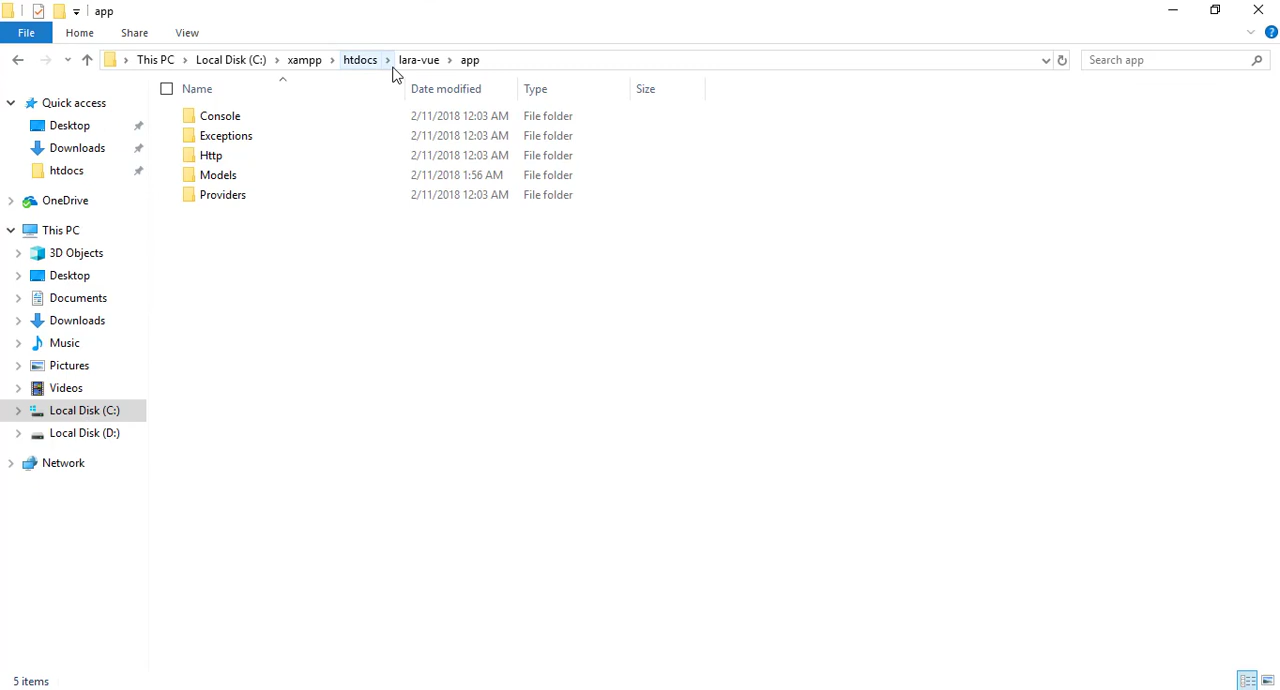 app
File Home Share View
This PC Local Disk (C:) xampp htdocs lara-vue app Search app
Name Date modified Type Size
Quick access
Desktop
Downloads
htdocs
OneDrive
This PC
3D Objects
Desktop
Documents
Downloads
Music
Pictures
Videos
Local Disk (C:)
Local Disk (D:)
Network
Console 2/11/2018 12:03 AM File folder
Exceptions 2/11/2018 12:03 AM File folder
Http 2/11/2018 12:03 AM File folder
Models 2/11/2018 1:56 AM File folder
Providers 2/11/2018 12:03 AM File folder
5 items